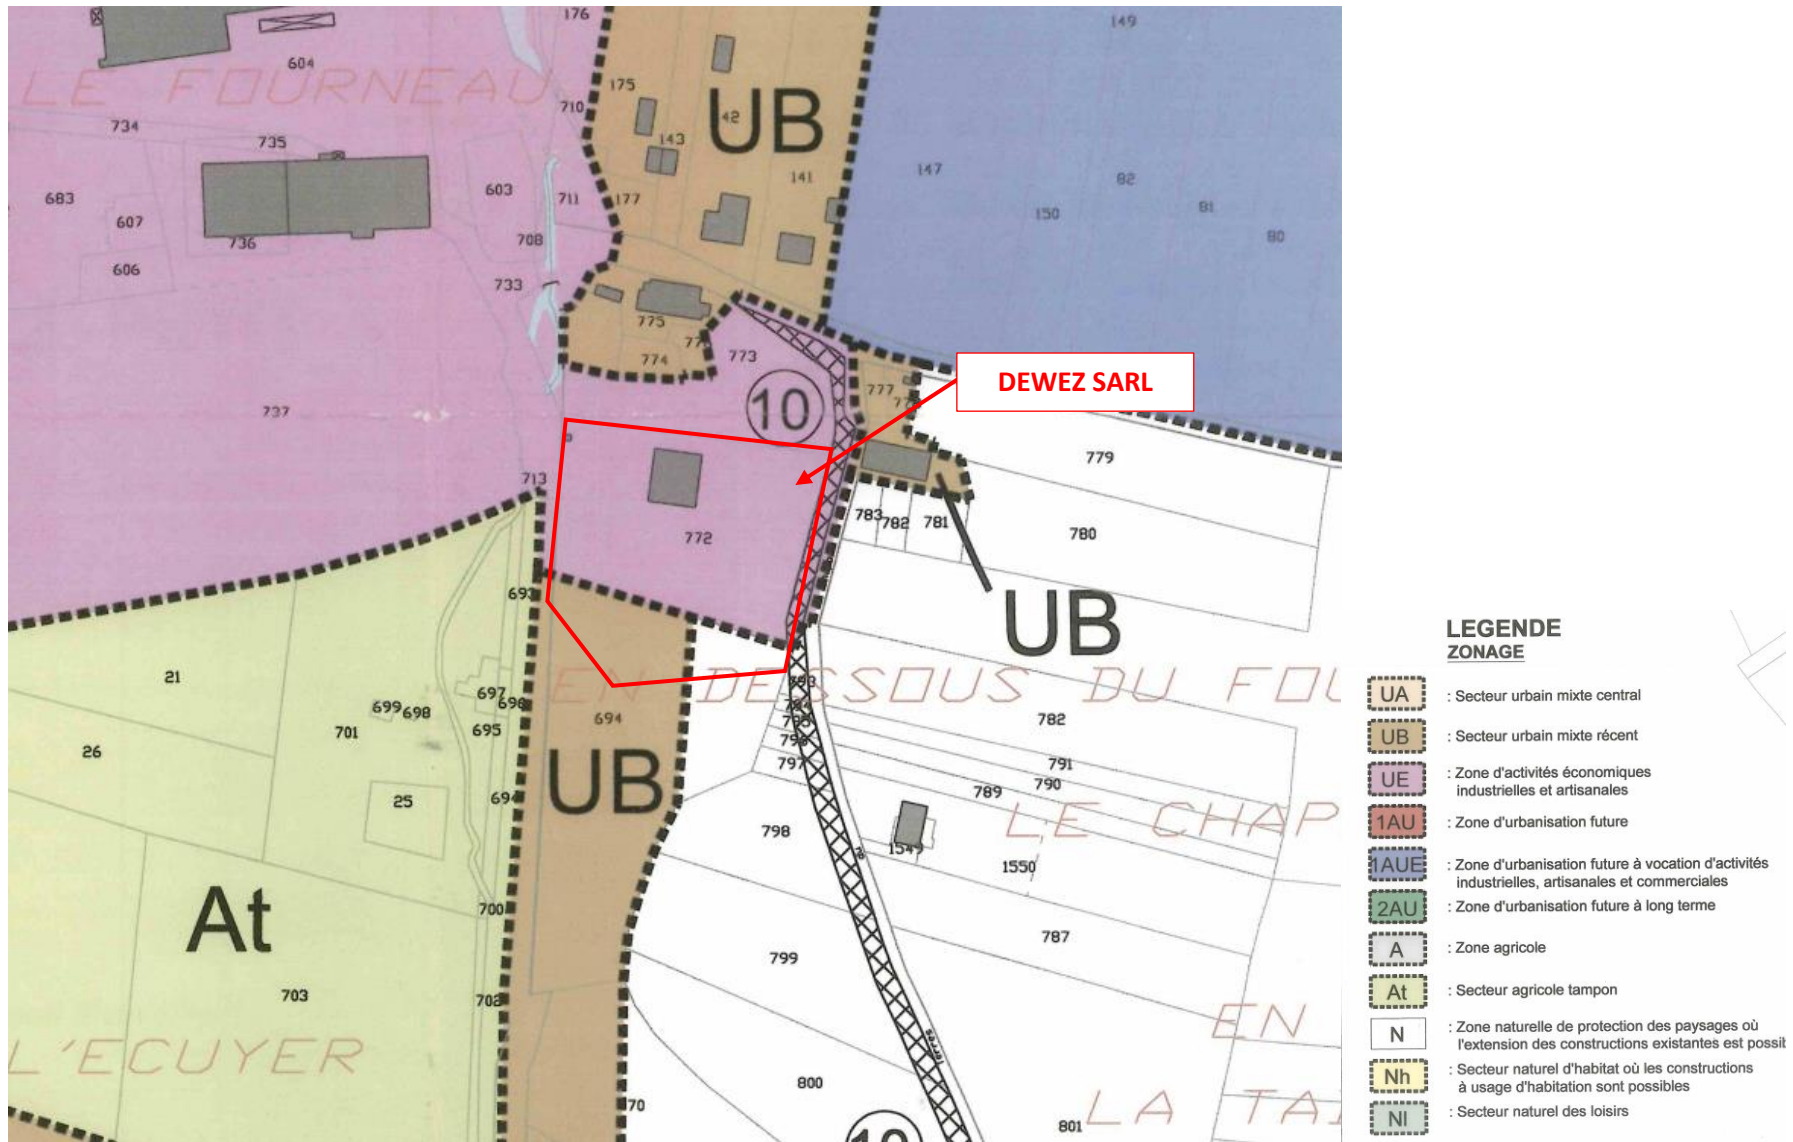 176
149
604
LE FOURNEAU
175
710
UB
42
734
735
143
147
141
82
683
603
711
177
607
150
81
708
736
80
606
733
775
773
774
DEWEZ SARL
777
737
10
779
713
783
782
781
780
772
693
UB
21
EN DESSOUS DU FOU
793
697
696
699
698
694
701
695
782
26
796
797
791
UB
790
25
694
789
LE CHAP
798
1549
1550
At
700
787
799
703
702
EN
L'ECUYER
terres
800
70
LA TAI
801
10
LEGENDE
ZONAGE
UA : Secteur urbain mixte central
UB : Secteur urbain mixte récent
UE : Zone d'activités économiques
industrielles et artisanales
1AU : Zone d'urbanisation future
1AUE : Zone d'urbanisation future à vocation d'activités
industrielles, artisanales et commerciales
2AU : Zone d'urbanisation future à long terme
A : Zone agricole
At : Secteur agricole tampon
N : Zone naturelle de protection des paysages où
l'extension des constructions existantes est possib
Nh : Secteur naturel d'habitat où les constructions
à usage d'habitation sont possibles
Nl : Secteur naturel des loisirs